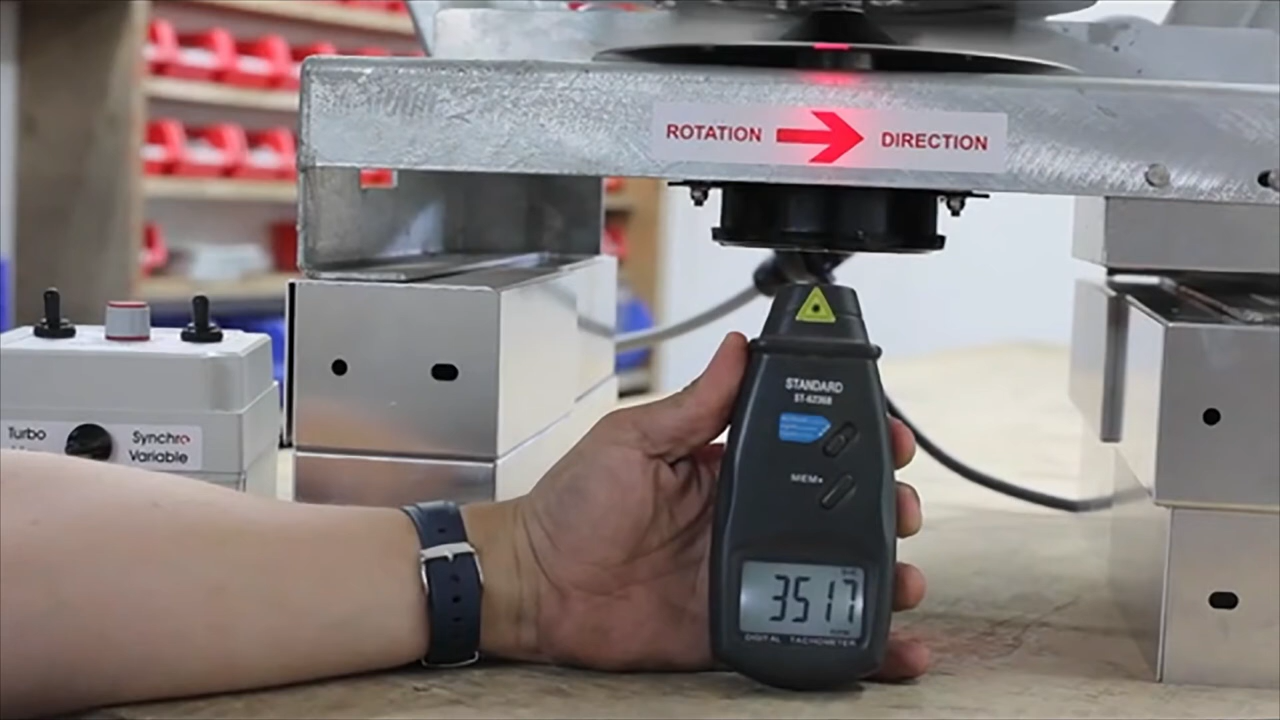 ROTATION DIRECTION
STANDARD
ST-6236B
MEM
Turbo Synchro
Variable
3517
DIGITAL TACHOMETER